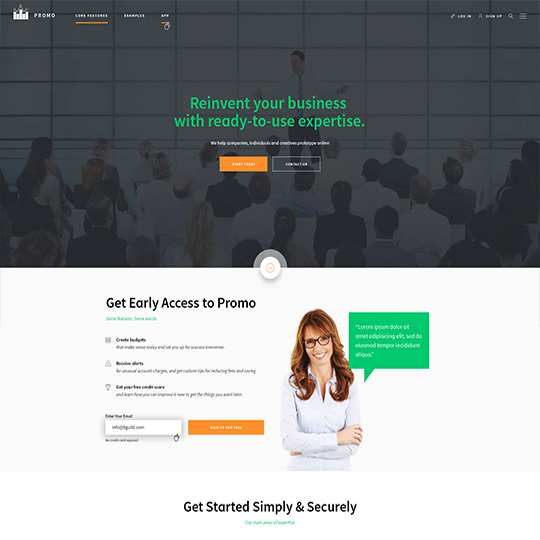 PROMO
CORE FEATURES
EXAMPLES
APP
LOG IN
SIGN UP
Reinvent your business
with ready-to-use expertise.
We help companies, individuals and creatives prototype online
START TODAY
CONTACT US
Get Early Access to Promo
Some features. Some words.
Create budgets
that make sense today and set you up for success tomorrow.
Receive alerts
for unusual account charges, and get custom tips for reducing fees and saving
Get your free credit score
and learn how you can improve it now to get the things you want later.
Enter Your Email
info@8guild.com
SIGN UP FOR FREE
No credit card required
"Lorem ipsum dolor sit
amet adipisicing elit, sed do
eiusmod tempor incididunt
aliqua."
Get Started Simply & Securely
Our main areas of expertise